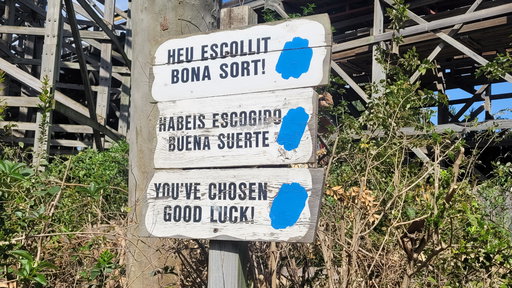 HEU ESCOLLIT
BONA SORT!
HABEIS ESCOGIDO
BUENA SUERTE
YOU'VE CHOSEN
GOOD LUCK!